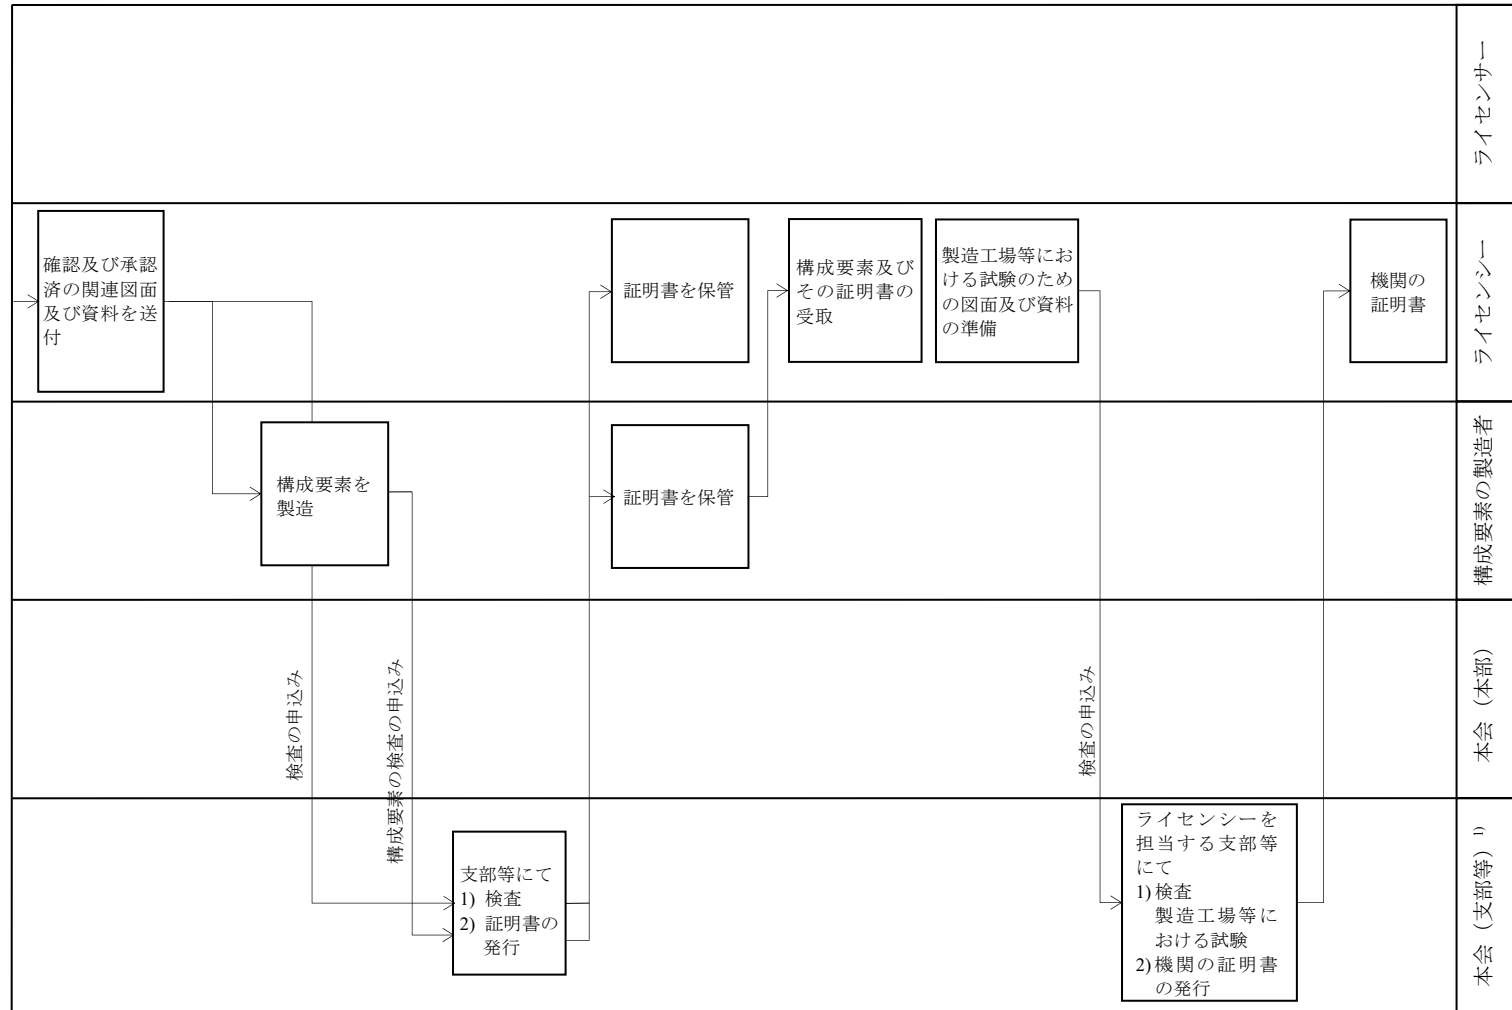 ライセンサー
確認及び承認
済の関連図面
及び資料を送
付
証明書を保管
構成要素及び
その証明書の
受取
製造工場等にお
ける試験のため
の図面及び資料
の準備
機関の
証明書
ライセンシー
構成要素を
製造
証明書を保管
構成要素の製造者
検査の申込み
構成要素の検査の申込み
検査の申込み
本会(本部)
支部等にて
1) 検査
2) 証明書の
発行
ライセンシーを
担当する支部等
にて
1) 検査
製造工場等に
おける試験
2) 機関の証明書
の発行
本会(支部等) 1)